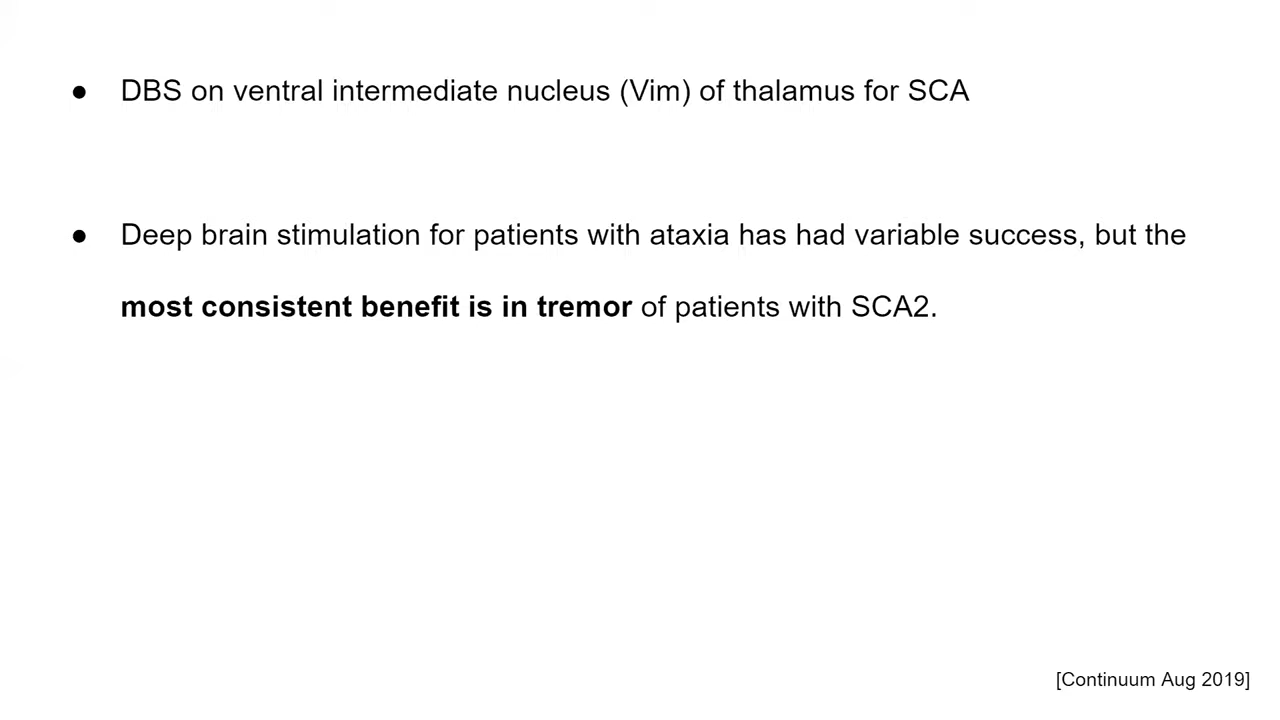 ● DBS on ventral intermediate nucleus (Vim) of thalamus for SCA
● Deep brain stimulation for patients with ataxia has had variable success, but the
most consistent benefit is in tremor of patients with SCA2.
[Continuum Aug 2019]